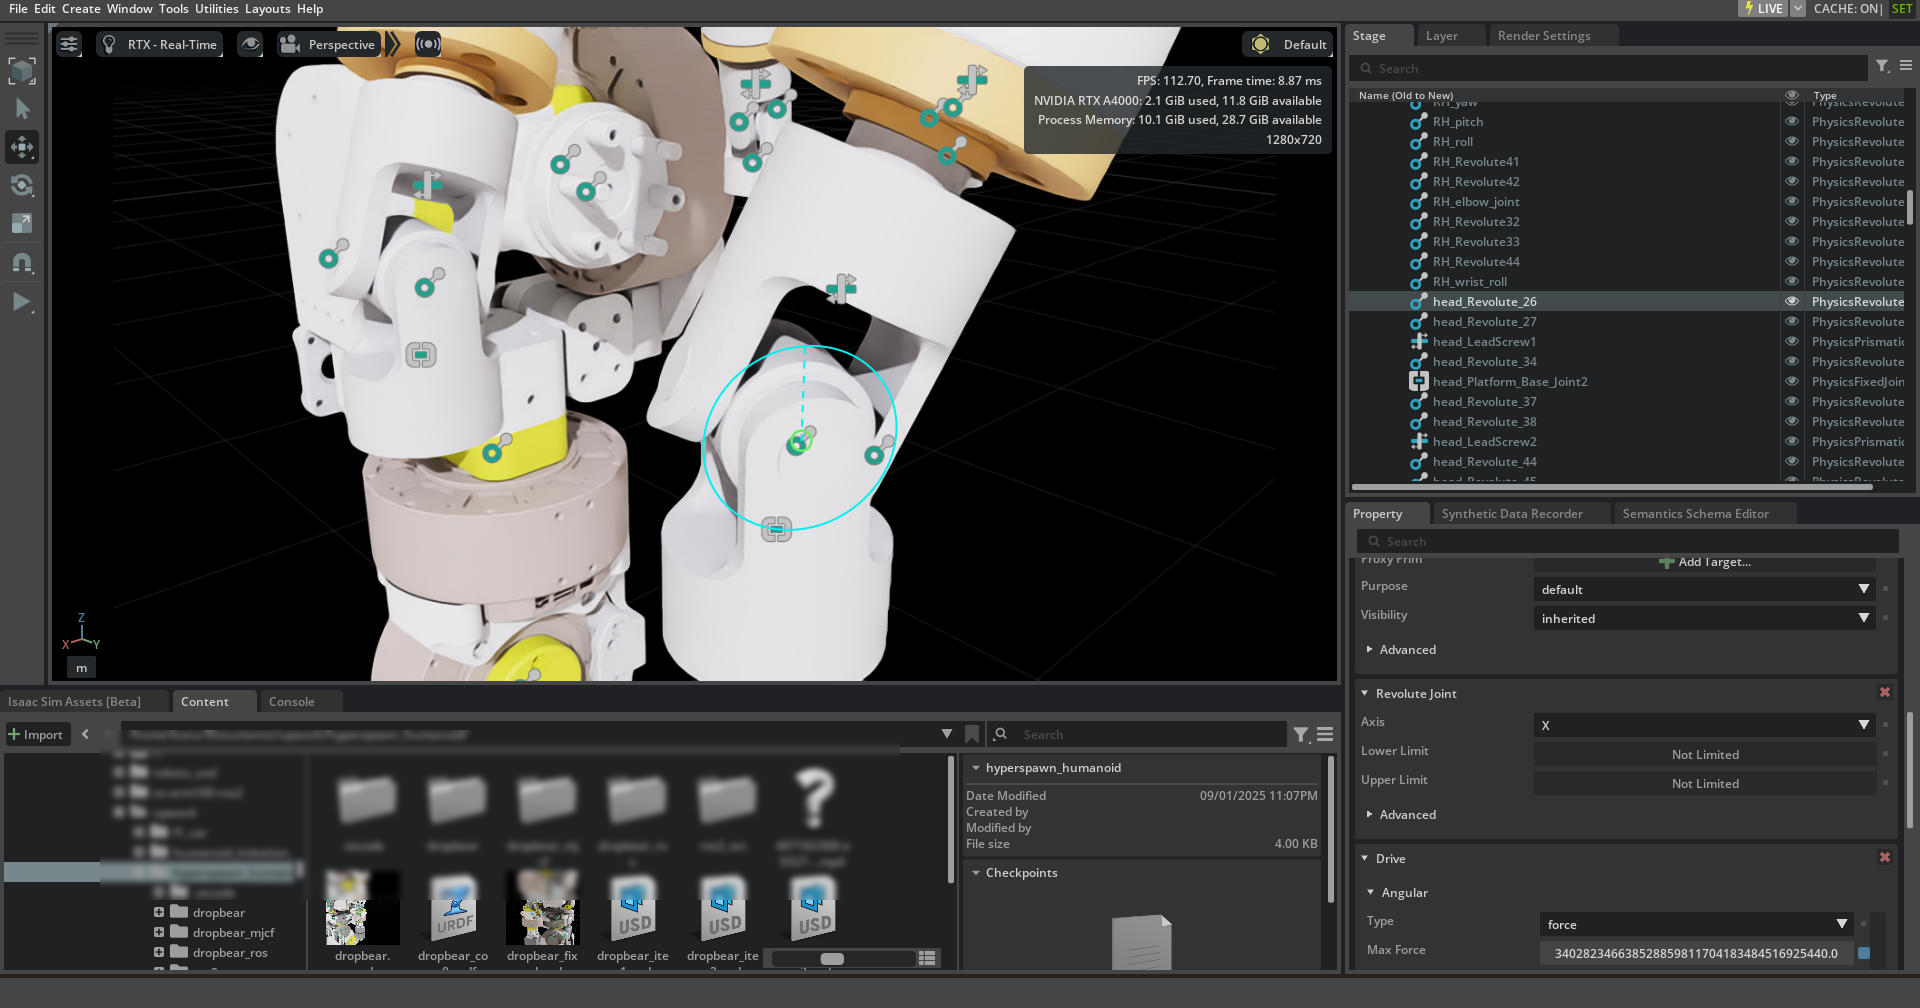 File Edit Create Window Tools Utilities Layouts Help
LIVE CACHE: ON| SET
RTX - Real-Time
Perspective
Default
FPS: 112.70, Frame time: 8.87 ms
NVIDIA RTX A4000: 2.1 GiB used, 11.8 GiB available
Process Memory: 10.1 GiB used, 28.7 GiB available
1280x720
Z
X Y
m
Stage Layer Render Settings
Search
Name (Old to New) Type
RH_yaw PhysicsRevolute
RH_pitch PhysicsRevolute
RH_roll PhysicsRevolute
RH_Revolute41 PhysicsRevolute
RH_Revolute42 PhysicsRevolute
RH_elbow_joint PhysicsRevolute
RH_Revolute32 PhysicsRevolute
RH_Revolute33 PhysicsRevolute
RH_Revolute44 PhysicsRevolute
RH_wrist_roll PhysicsRevolute
head_Revolute_26 PhysicsRevolute
head_Revolute_27 PhysicsRevolute
head_LeadScrew1 PhysicsPrismatic
head_Revolute_34 PhysicsRevolute
head_Platform_Base_Joint2 PhysicsFixedJoin
head_Revolute_37 PhysicsRevolute
head_Revolute_38 PhysicsRevolute
head_LeadScrew2 PhysicsPrismatic
head_Revolute_44 PhysicsRevolute
head_Revolute_45 PhysicsRevolute
Property Synthetic Data Recorder Semantics Schema Editor
Search
Proxy Prim Add Target...
Purpose default
Visibility inherited
Advanced
Revolute Joint
Axis X
Lower Limit Not Limited
Upper Limit Not Limited
Advanced
Drive
Angular
Type force
Max Force 340282346638528859811704183484516925440.0
Isaac Sim Assets [Beta] Content Console
Import
Search
dropbear
dropbear_mjcf
dropbear_ros
URDF
USD
USD
USD
dropbear. dropbear_co dropbear_fix dropbear_ite dropbear_ite
hyperspawn_humanoid
Date Modified 09/01/2025 11:07PM
Created by
Modified by
File size 4.00 KB
Checkpoints